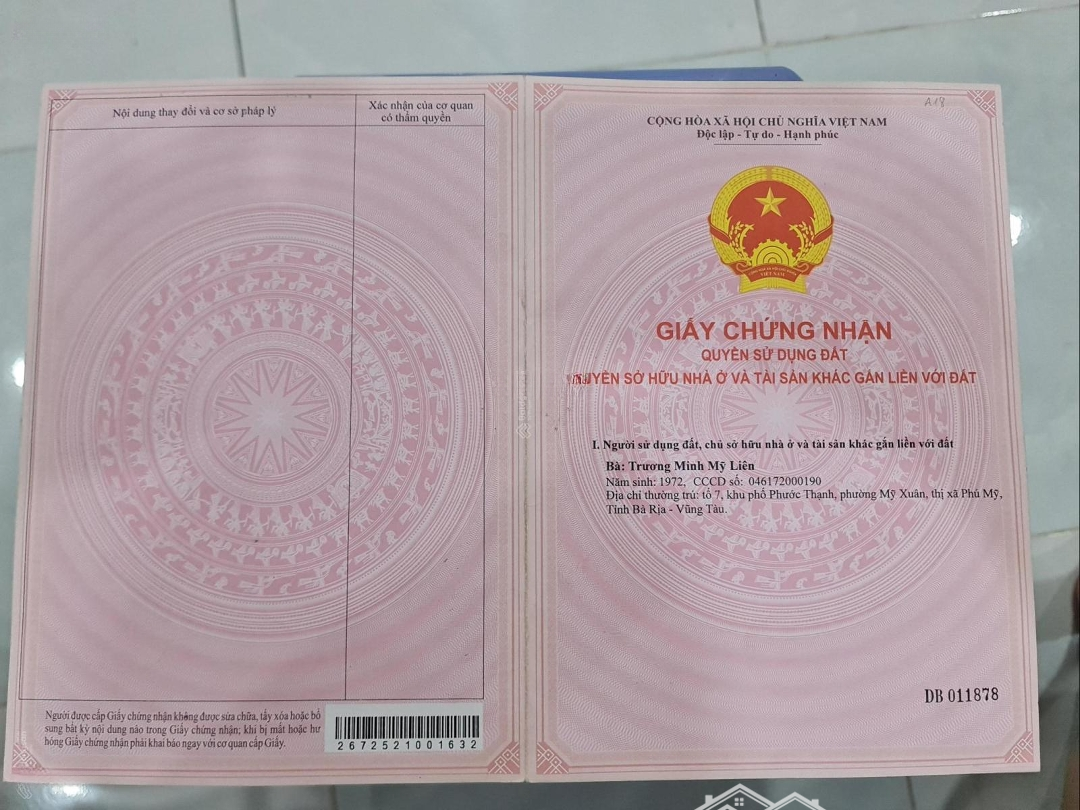 Nội dung thay đổi và cơ sở pháp lý
Xác nhận của cơ quan
có thẩm quyền
Người được cấp Giấy chứng nhận không được sửa chữa, tẩy xóa hoặc bổ
sung bất kỳ nội dung nào trong Giấy chứng nhận; khi bị mất hoặc hư
hỏng Giấy chứng nhận phải khai báo ngay với cơ quan cấp Giấy.
2672521001632
A18
CỘNG HÒA XÃ HỘI CHỦ NGHĨA VIỆT NAM
Độc lập - Tự do - Hạnh phúc
VIỆT NAM
GIẤY CHỨNG NHẬN
QUYỀN SỬ DỤNG ĐẤT
QUYỀN SỞ HỮU NHÀ Ở VÀ TÀI SẢN KHÁC GẮN LIỀN VỚI ĐẤT
I. Người sử dụng đất, chủ sở hữu nhà ở và tài sản khác gắn liền với đất
Bà: Trương Minh Mỹ Liên
Năm sinh: 1972, CCCD số: 046172000190
Địa chỉ thường trú: tổ 7, khu phố Phước Thạnh, phường Mỹ Xuân, thị xã Phú Mỹ,
Tỉnh Bà Rịa - Vũng Tàu.
DB 011878